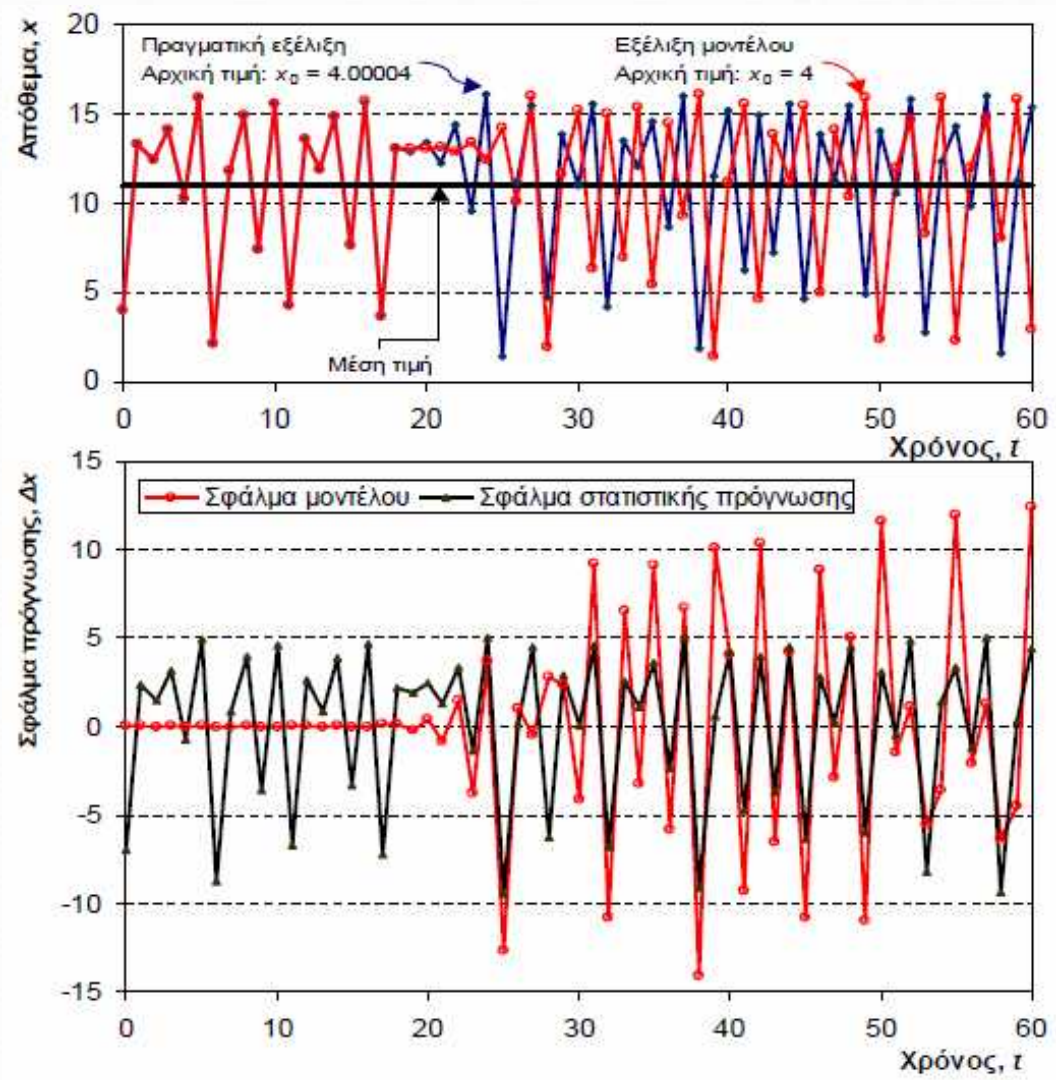 Απόθεμα, x
20
15
10
5
0
Πραγματική εξέλιξη
Αρχική τιμή: x₀ = 4.00004
Εξέλιξη μοντέλου
Αρχική τιμή: x₀ = 4
Μέση τιμή
0 10 20 30 40 50 60
Χρόνος, t
Σφάλμα πρόγνωσης, Δx
15
10
5
0
-5
-10
-15
Σφάλμα μοντέλου Σφάλμα στατιστικής πρόγνωσης
0 10 20 30 40 50 60
Χρόνος, t